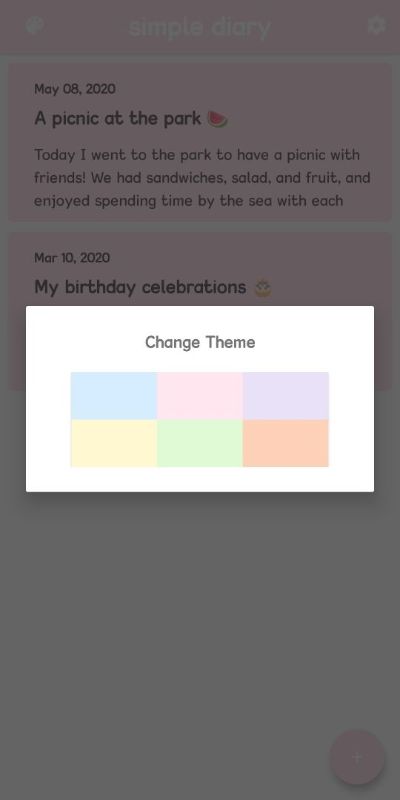 simple diary
May 08, 2020
A picnic at the park 🍉
Today I went to the park to have a picnic with
friends! We had sandwiches, salad, and fruit, and
enjoyed spending time by the sea with each
Mar 10, 2020
My birthday celebrations 🎂
Change Theme
+